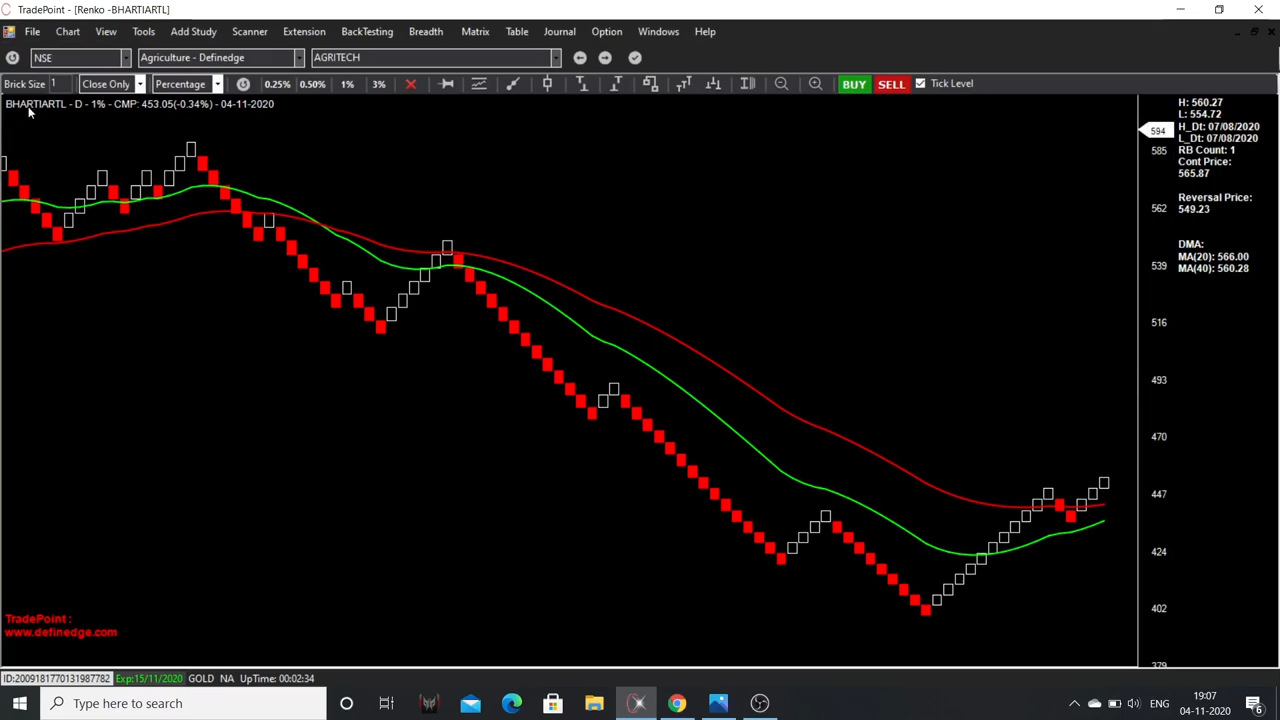 TradePoint - [Renko -BHARTIARTL]
File Chart View Tools Add Study Scanner Extension BackTesting Breadth Matrix Table Journal Option Windows Help
NSE Agriculture - Definedge AGRITECH
Brick Size 1 Close Only Percentage 0.25% 0.50% 1% 3% BUY SELL Tick Level
BHARTIARTL - D - 1% - CMP: 453.05(-0.34%) - 04-11-2020
H: 560.27
L: 554.72
H_Dt: 07/08/2020
L_Dt: 07/08/2020
RB Count: 1
Cont Price:
565.87
Reversal Price:
549.23
DMA:
MA(20): 566.00
MA(40): 560.28
594
585
562
539
516
493
470
447
424
402
379
TradePoint :
www.definedge.com
ID:2009181770131987782 Exp:15/11/2020 GOLD NA UpTime: 00:02:34
Type here to search
ENG
19:07
04-11-2020
6